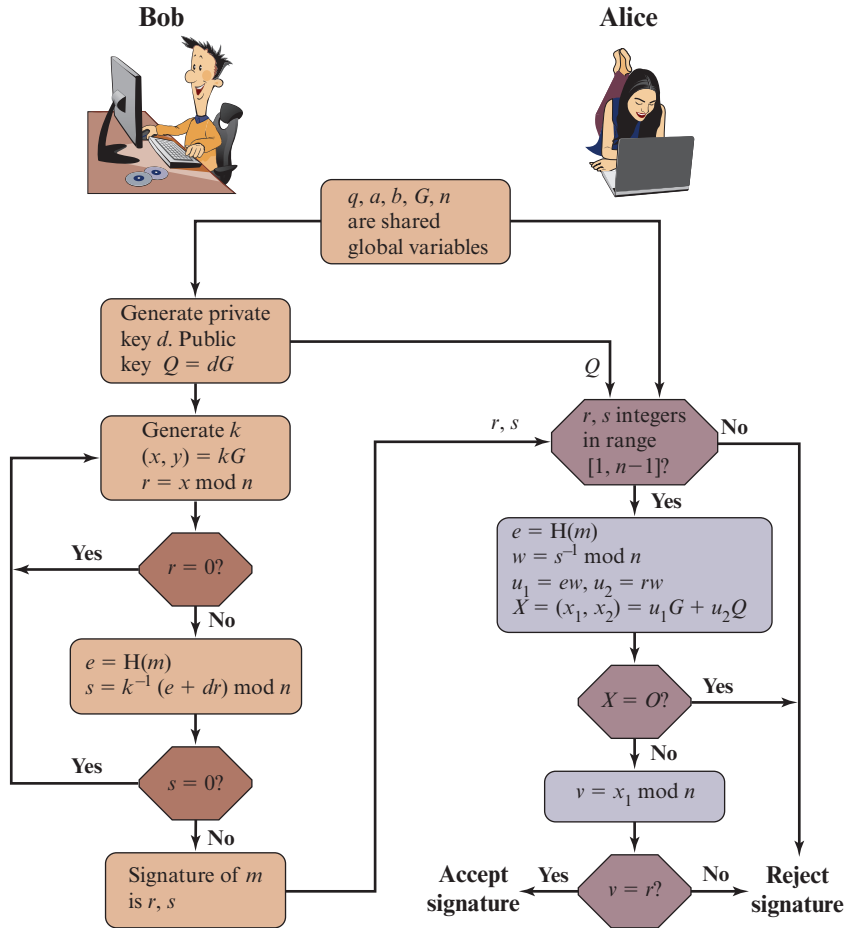 Bob
Alice
q, a, b, G, n
are shared
global variables
Generate private
key d. Public
key Q = dG
Q
Generate k
(x, y) = kG
r = x mod n
r, s
r, s integers
in range
[1, n−1]?
No
Yes
Yes
r = 0?
No
e = H(m)
w = s⁻¹ mod n
u₁ = ew, u₂ = rw
X = (x₁, x₂) = u₁G + u₂Q
e = H(m)
s = k⁻¹ (e + dr) mod n
X = O?
Yes
No
Yes
s = 0?
No
v = x₁ mod n
Signature of m
is r, s
Accept
signature
Yes
v = r?
No
Reject
signature